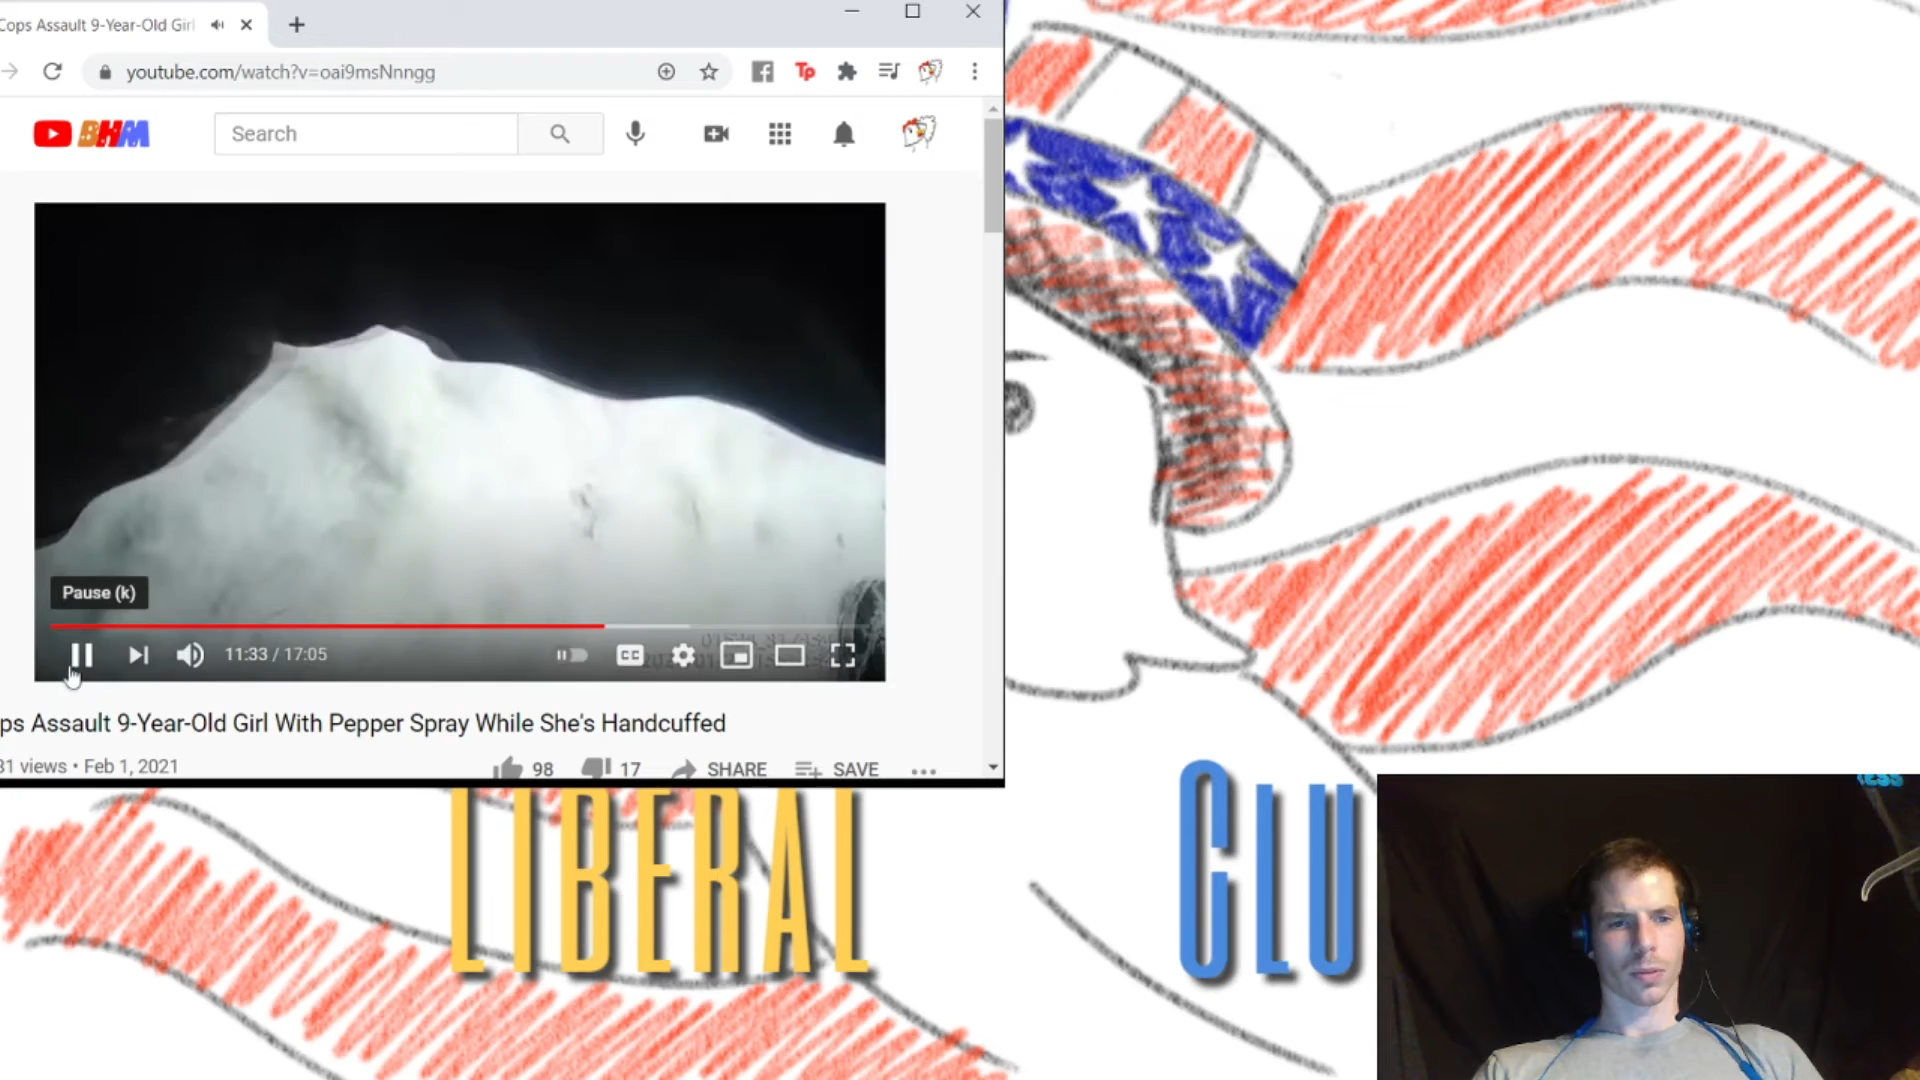 Cops Assault 9-Year-Old Girl
youtube.com/watch?v=oai9msNnngg
Tp
BHM
Search
Pause (k)
11:33 / 17:05
CC
ps Assault 9-Year-Old Girl With Pepper Spray While She's Handcuffed
31 views • Feb 1, 2021
98
17
SHARE
SAVE
LIBERAL
CLU